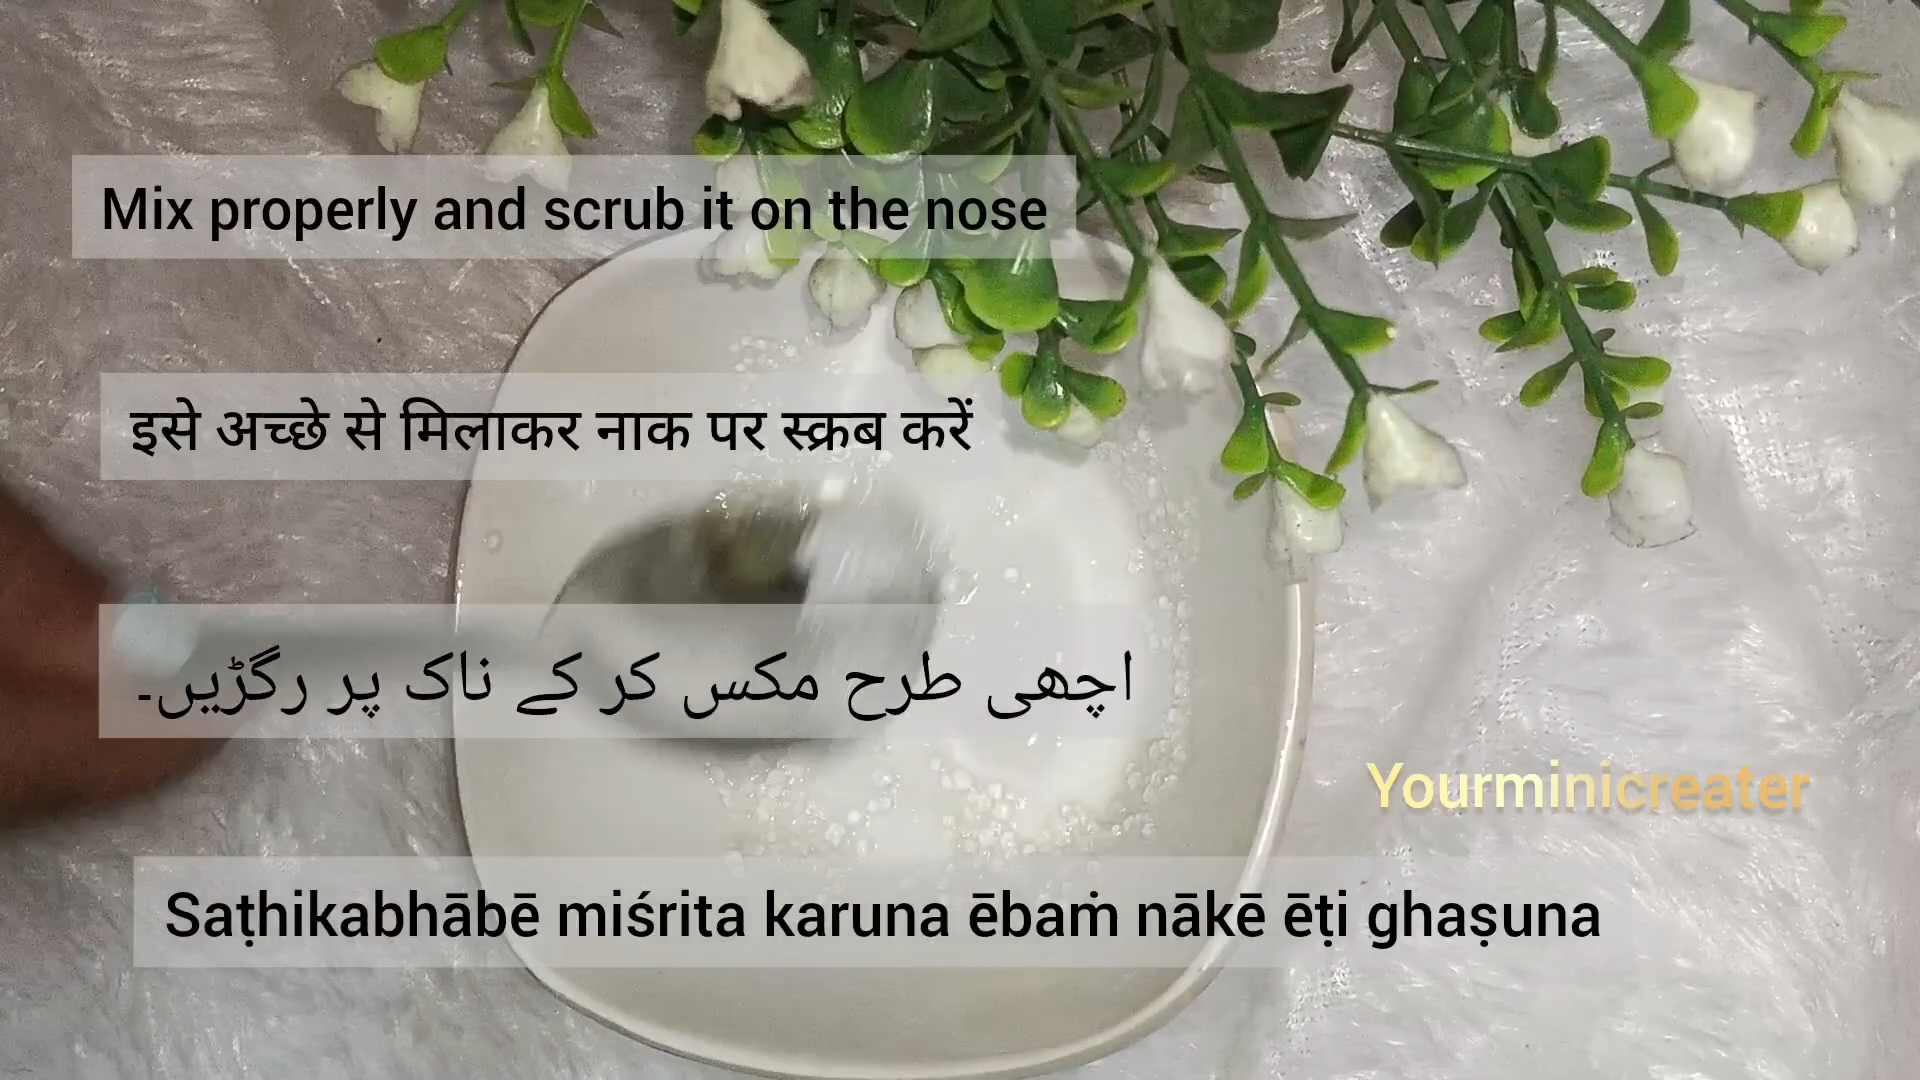 Mix properly and scrub it on the nose
इसे अच्छे से मिलाकर नाक पर स्क्रब करें
اچھی طرح مکس کر کے ناک پر رگڑیں۔
Yourminicreater
Saṭhikabhābē miśrita karuna ēbaṁ nākē ēṭi ghaṣuna